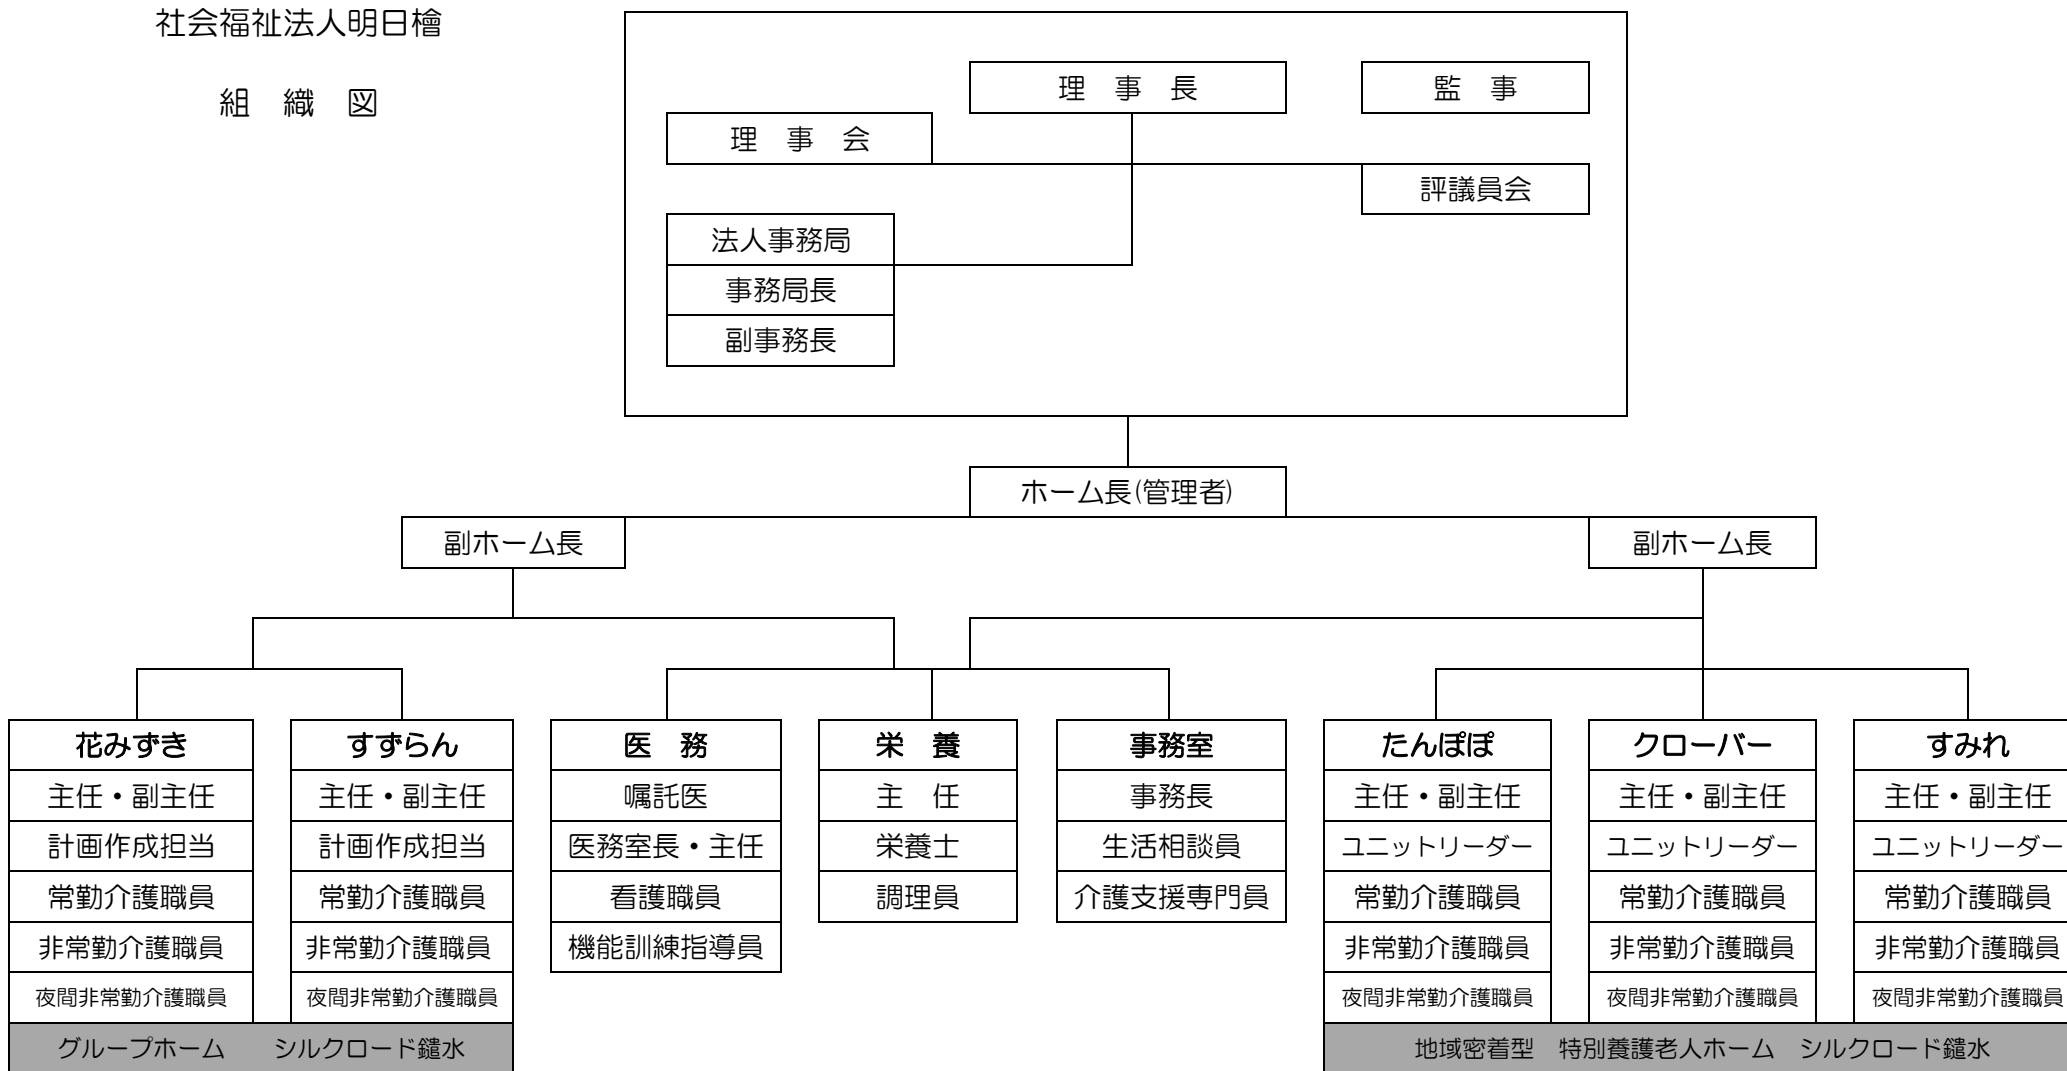 社会福祉法人明日檜
組　織　図
理　事　長
監　事
理　事　会
評議員会
法人事務局
事務局長
副事務長
ホーム長(管理者)
副ホーム長
副ホーム長
花みずき
主任・副主任
計画作成担当
常勤介護職員
非常勤介護職員
夜間非常勤介護職員
すずらん
主任・副主任
計画作成担当
常勤介護職員
非常勤介護職員
夜間非常勤介護職員
グループホーム　　シルクロード鑓水
医　務
嘱託医
医務室長・主任
看護職員
機能訓練指導員
栄　養
主　任
栄養士
調理員
事務室
事務長
生活相談員
介護支援専門員
たんぽぽ
主任・副主任
ユニットリーダー
常勤介護職員
非常勤介護職員
夜間非常勤介護職員
クローバー
主任・副主任
ユニットリーダー
常勤介護職員
非常勤介護職員
夜間非常勤介護職員
すみれ
主任・副主任
ユニットリーダー
常勤介護職員
非常勤介護職員
夜間非常勤介護職員
地域密着型　特別養護老人ホーム　シルクロード鑓水